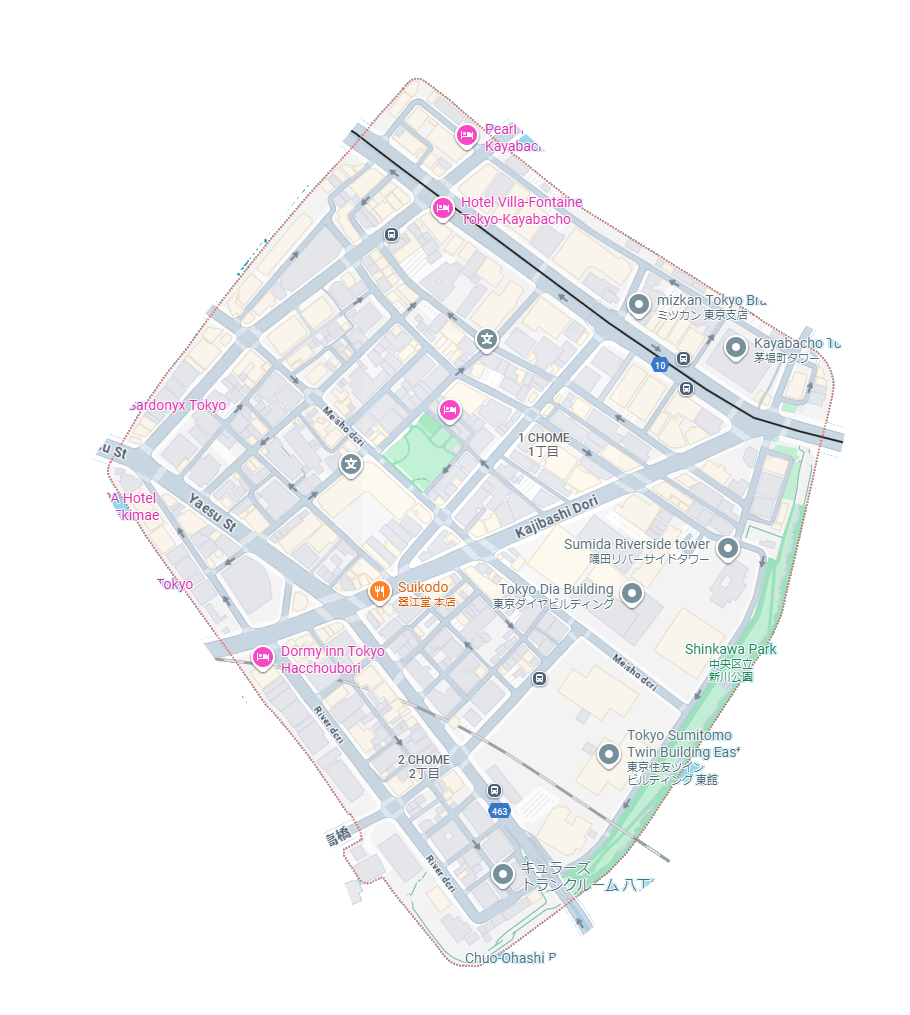 Pearl
Kayabac
Hotel Villa-Fontaine
Tokyo-Kayabacho
mizkan Tokyo Bra
ミツカン 東京支店
Kayabacho To
茅場町タワー
10
Sardonyx Tokyo
Meisho dori
1 CHOME
1丁目
u St
PA Hotel
Ekimae
Yaesu St
Kajibashi Dori
Sumida Riverside tower
隅田リバーサイドタワー
Tokyo
Suikodo
翠江堂 本店
Tokyo Dia Building
東京ダイヤビルディング
Dormy inn Tokyo
Hacchoubori
Shinkawa Park
中央区立
新川公園
Meisho dori
River dori
Tokyo Sumitomo
Twin Building East
東京住友ツイン
ビルディング 東館
2 CHOME
2丁目
463
高橋
River dori
キュラーズ
トランクルーム 八丁
Chuo-Ohashi P